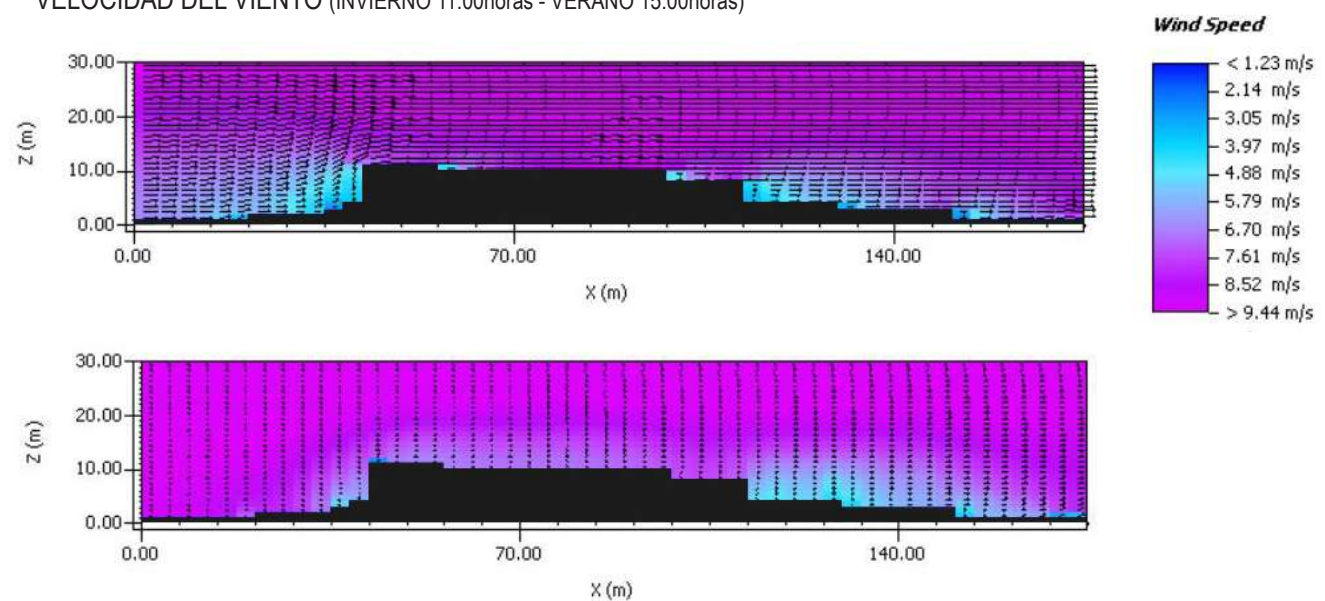 VELOCIDAD DEL VIENTO (INVIERNO 11.00horas - VERANO 15.00horas)
Wind Speed
< 1.23 m/s
2.14 m/s
3.05 m/s
3.97 m/s
4.88 m/s
5.79 m/s
6.70 m/s
7.61 m/s
8.52 m/s
> 9.44 m/s
30.00
20.00
10.00
0.00
Z (m)
0.00 70.00 140.00
X (m)
30.00
20.00
10.00
0.00
Z (m)
0.00 70.00 140.00
X (m)